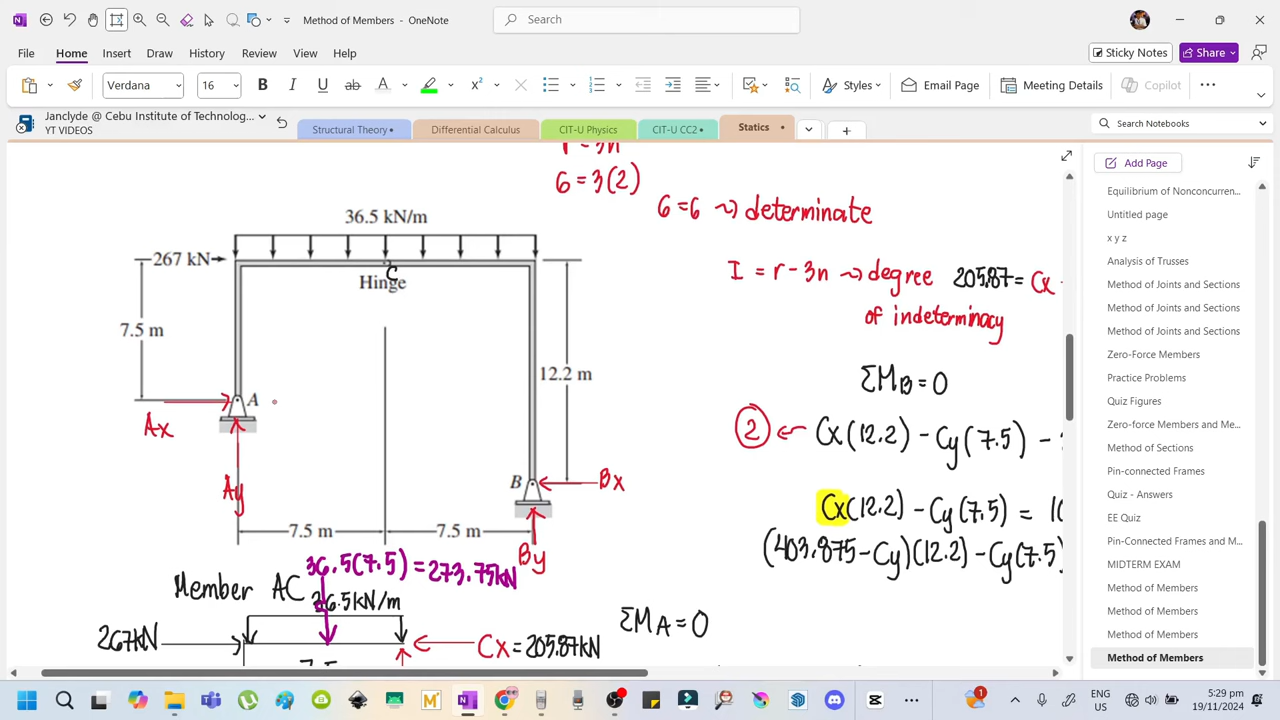 Method of Members - OneNote
Search
File Home Insert Draw History Review View Help
Sticky Notes
Share
Verdana
16
Styles
Email Page
Meeting Details
Copilot
Janclyde @ Cebu Institute of Technolog...
YT VIDEOS
Structural Theory
Differential Calculus
CIT-U Physics
CIT-U CC2
Statics
Search Notebooks
Add Page
Equilibrium of Nonconcurren...
Untitled page
x y z
Analysis of Trusses
Method of Joints and Sections
Method of Joints and Sections
Method of Joints and Sections
Zero-Force Members
Practice Problems
Quiz Figures
Zero-force Members and Me...
Method of Sections
Pin-connected Frames
Quiz - Answers
EE Quiz
Pin-Connected Frames and M...
MIDTERM EXAM
Method of Members
Method of Members
Method of Members
Method of Members
r = 3n
6 = 3(2)
6 = 6 ↝ determinate
I = r - 3n ↝ degree
of indeterminacy
205.87 = Cx
36.5 kN/m
267 kN
C
Hinge
7.5 m
12.2 m
A
Ax
Ay
B
Bx
By
7.5 m
7.5 m
ΣM_B = 0
2 ← Cx(12.2) - Cy(7.5) -
Cx(12.2) - Cy(7.5) =
(403.875 - Cy)(12.2) - Cy(7.5)
36.5(7.5) = 273.75kN
Member AC
36.5kN/m
267kN
Cx = 205.87kN
ΣM_A = 0
ENG
US
5:29 pm
19/11/2024
1